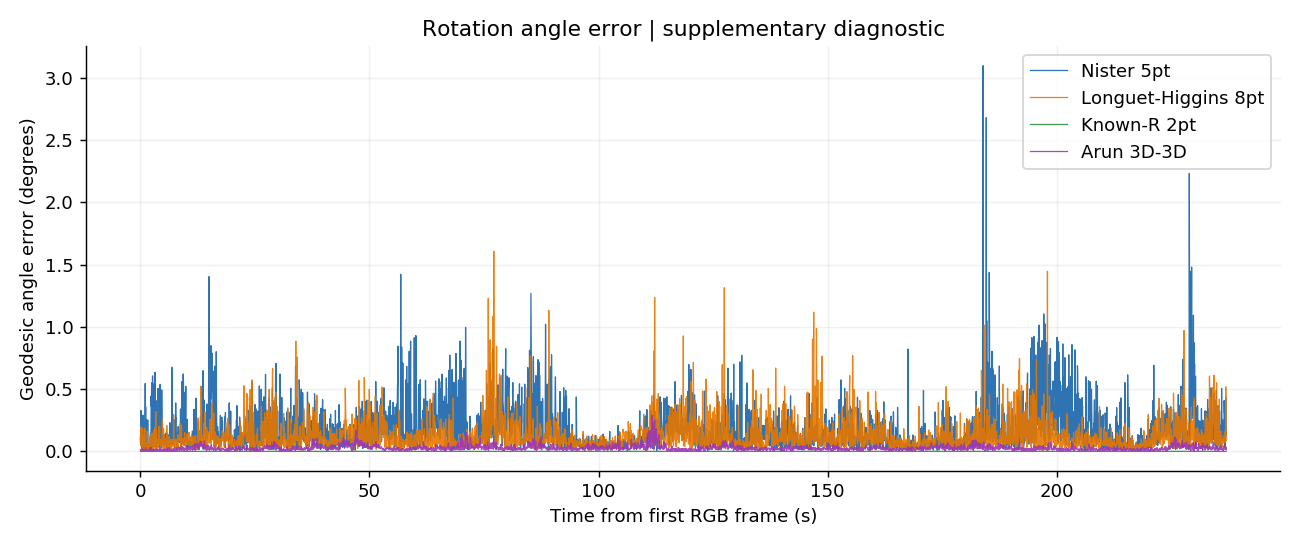 Rotation angle error | supplementary diagnostic
Nister 5pt
Longuet-Higgins 8pt
Known-R 2pt
Arun 3D-3D
Geodesic angle error (degrees)
3.0
2.5
2.0
1.5
1.0
0.5
0.0
0
50
100
150
200
Time from first RGB frame (s)